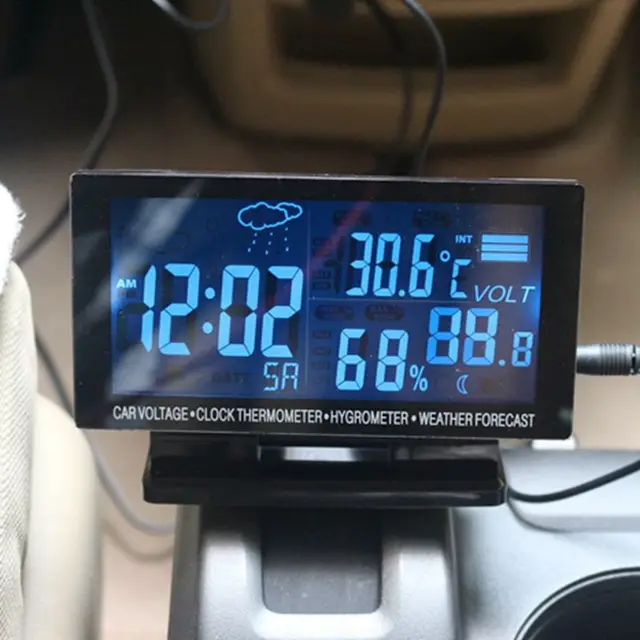 AM 12:02
SA
30.6°C INT
VOLT
88.8
68%
CAR VOLTAGE • CLOCK THERMOMETER • HYGROMETER • WEATHER FORECAST